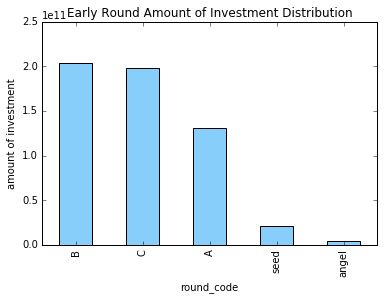 Early Round Amount of Investment Distribution
1e11
2.5
2.0
1.5
1.0
0.5
0.0
amount of investment
B
C
A
seed
angel
round_code